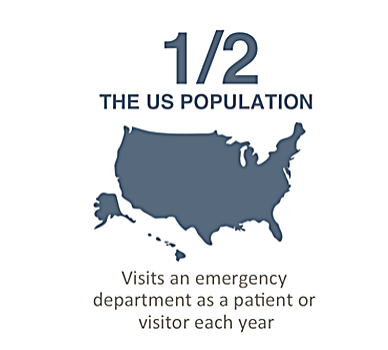 1/2
THE US POPULATION
Visits an emergency
department as a patient or
visitor each year